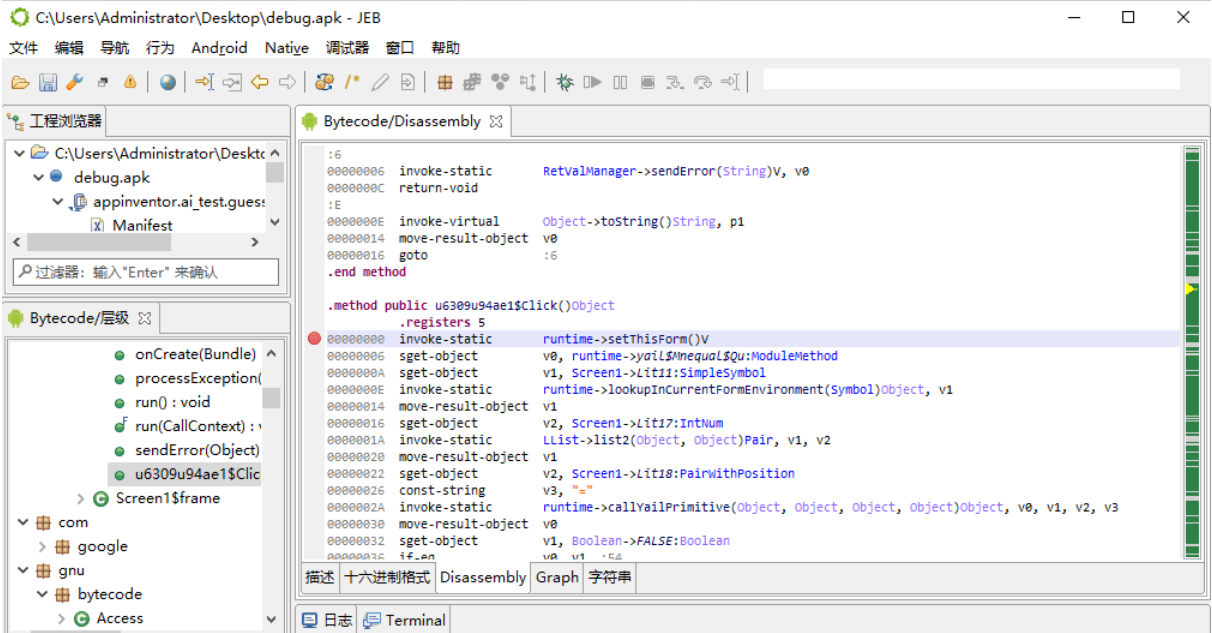 C:\Users\Administrator\Desktop\debug.apk - JEB
文件 编辑 导航 行为 Android Native 调试器 窗口 帮助
工程浏览器
C:\Users\Administrator\Deskto
debug.apk
appinventor.ai_test.guess
Manifest
过滤器: 输入"Enter" 来确认
Bytecode/层级
onCreate(Bundle)
processException(
run() : void
run(CallContext) :
sendError(Object)
u6309u94ae1$Clic
Screen1$frame
com
google
gnu
bytecode
Access
Bytecode/Disassembly
:6
00000006 invoke-static RetValManager->sendError(String)V, v0
0000000C return-void
:E
0000000E invoke-virtual Object->toString()String, p1
00000014 move-result-object v0
00000016 goto :6
.end method
.method public u6309u94ae1$Click()Object
.registers 5
00000000 invoke-static runtime->setThisForm()V
00000006 sget-object v0, runtime->yail$Mnequal$Qu:ModuleMethod
0000000A sget-object v1, Screen1->Lit11:SimpleSymbol
0000000E invoke-static runtime->lookupInCurrentFormEnvironment(Symbol)Object, v1
00000014 move-result-object v1
00000016 sget-object v2, Screen1->Lit17:IntNum
0000001A invoke-static LList->list2(Object, Object)Pair, v1, v2
00000020 move-result-object v1
00000022 sget-object v2, Screen1->Lit18:PairWithPosition
00000026 const-string v3, "="
0000002A invoke-static runtime->callYailPrimitive(Object, Object, Object, Object)Object, v0, v1, v2, v3
00000030 move-result-object v0
00000032 sget-object v1, Boolean->FALSE:Boolean
00000036 if-eq v0, v1, :54
描述 十六进制格式 Disassembly Graph 字符串
日志 Terminal